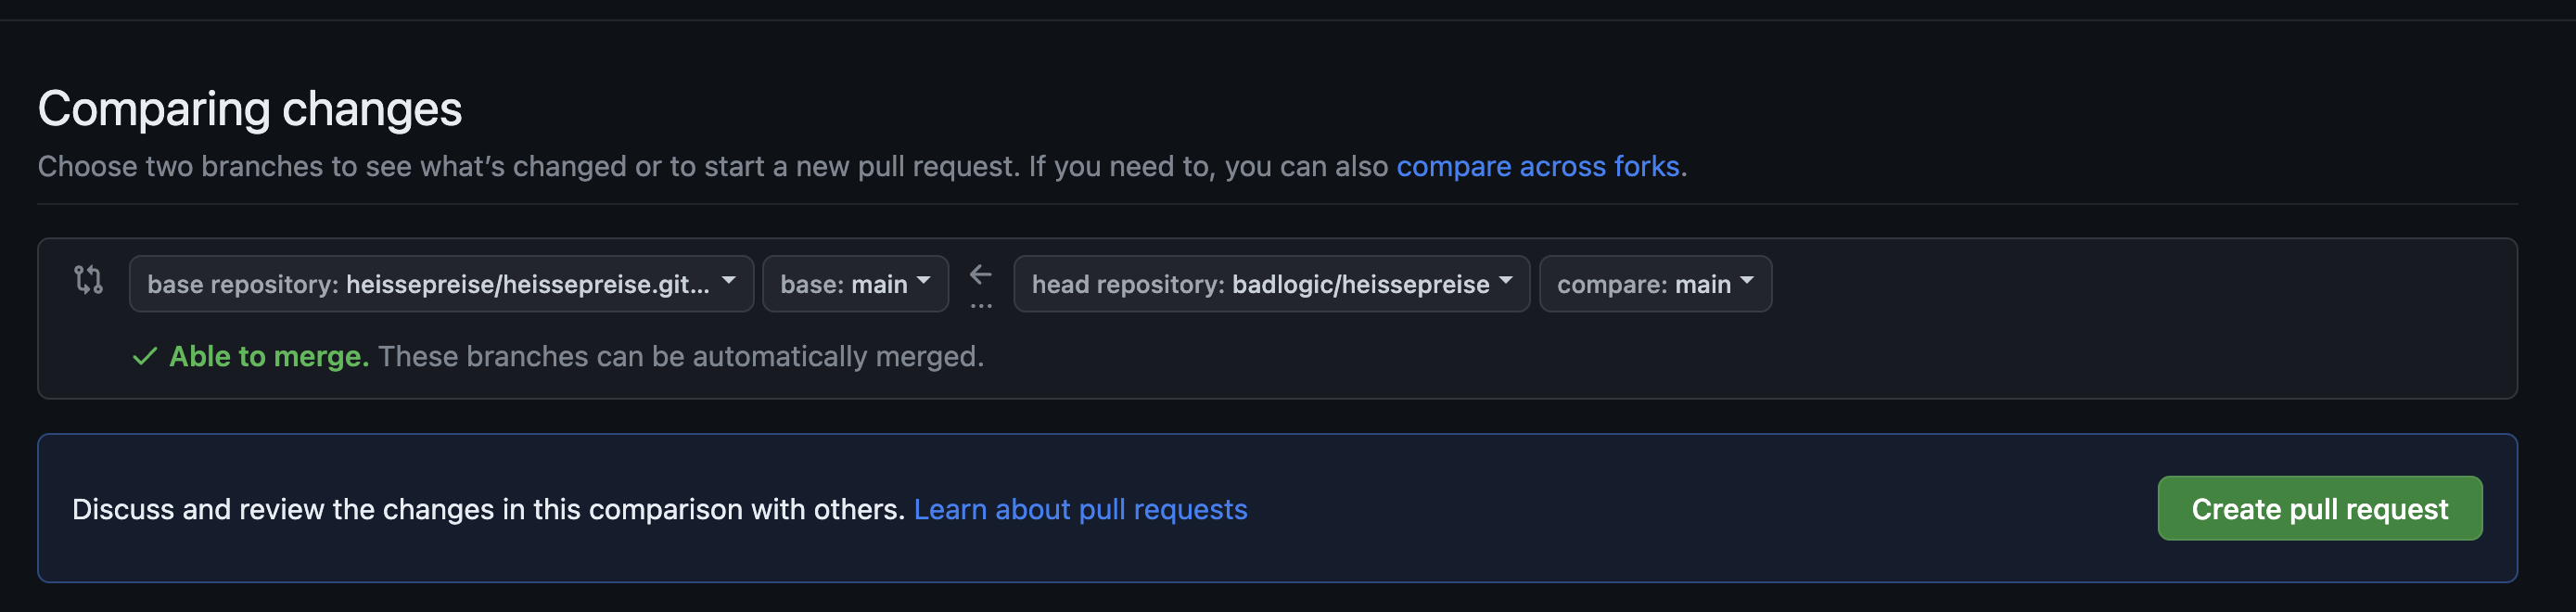 Comparing changes
Choose two branches to see what’s changed or to start a new pull request. If you need to, you can also compare across forks.
base repository: heissepreise/heissepreise.git... base: main ← ... head repository: badlogic/heissepreise compare: main
✓ Able to merge. These branches can be automatically merged.
Discuss and review the changes in this comparison with others. Learn about pull requests
Create pull request